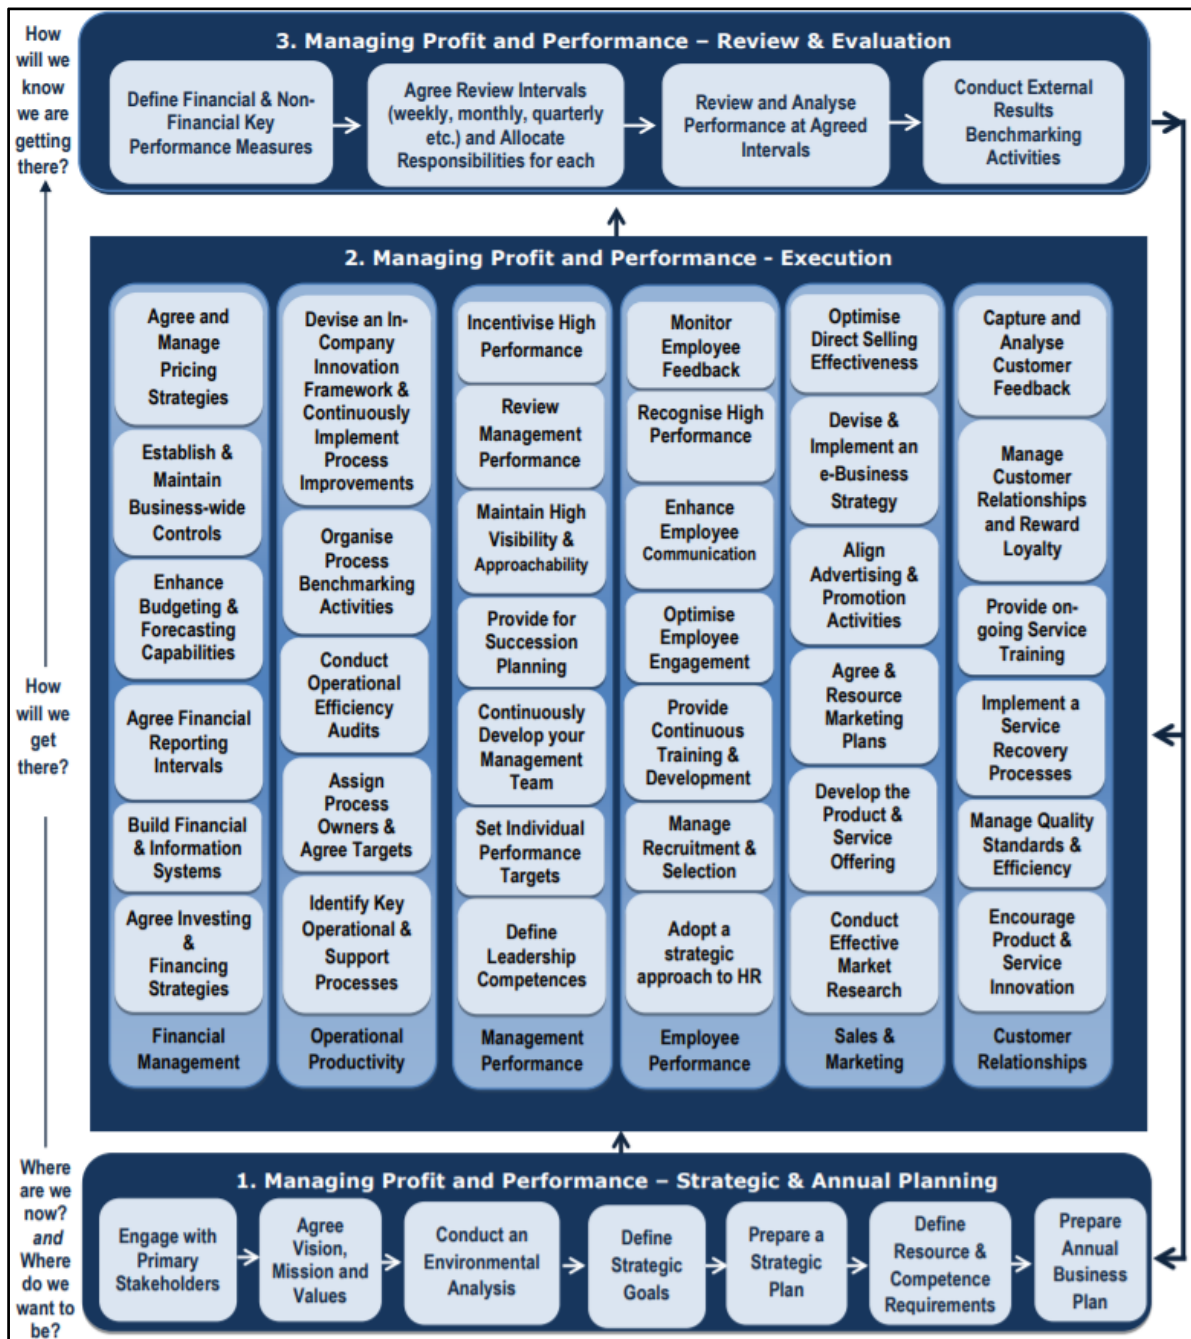 How
will we
know
we are
getting
there?
3. Managing Profit and Performance – Review & Evaluation
Define Financial & Non-
Financial Key
Performance Measures
Agree Review Intervals
(weekly, monthly, quarterly
etc.) and Allocate
Responsibilities for each
Review and Analyse
Performance at Agreed
Intervals
Conduct External
Results
Benchmarking
Activities
How
will we
get
there?
2. Managing Profit and Performance - Execution
Agree and
Manage
Pricing
Strategies
Establish &
Maintain
Business-wide
Controls
Enhance
Budgeting &
Forecasting
Capabilities
Agree Financial
Reporting
Intervals
Build Financial
& Information
Systems
Agree Investing
&
Financing
Strategies
Financial
Management
Devise an In-
Company
Innovation
Framework &
Continuously
Implement
Process
Improvements
Organise
Process
Benchmarking
Activities
Conduct
Operational
Efficiency
Audits
Assign
Process
Owners &
Agree Targets
Identify Key
Operational &
Support
Processes
Operational
Productivity
Incentivise High
Performance
Review
Management
Performance
Maintain High
Visibility &
Approachability
Provide for
Succession
Planning
Continuously
Develop your
Management
Team
Set Individual
Performance
Targets
Define
Leadership
Competences
Management
Performance
Monitor
Employee
Feedback
Recognise High
Performance
Enhance
Employee
Communication
Optimise
Employee
Engagement
Provide
Continuous
Training &
Development
Manage
Recruitment &
Selection
Adopt a
strategic
approach to HR
Employee
Performance
Optimise
Direct Selling
Effectiveness
Devise &
Implement an
e-Business
Strategy
Align
Advertising &
Promotion
Activities
Agree &
Resource
Marketing
Plans
Develop the
Product &
Service
Offering
Conduct
Effective
Market
Research
Sales &
Marketing
Capture and
Analyse
Customer
Feedback
Manage
Customer
Relationships
and Reward
Loyalty
Provide on-
going Service
Training
Implement a
Service
Recovery
Processes
Manage Quality
Standards &
Efficiency
Encourage
Product &
Service
Innovation
Customer
Relationships
Where
are we
now?
and
Where
do we
want to
be?
1. Managing Profit and Performance – Strategic & Annual Planning
Engage with
Primary
Stakeholders
Agree
Vision,
Mission and
Values
Conduct an
Environmental
Analysis
Define
Strategic
Goals
Prepare a
Strategic
Plan
Define
Resource &
Competence
Requirements
Prepare
Annual
Business
Plan